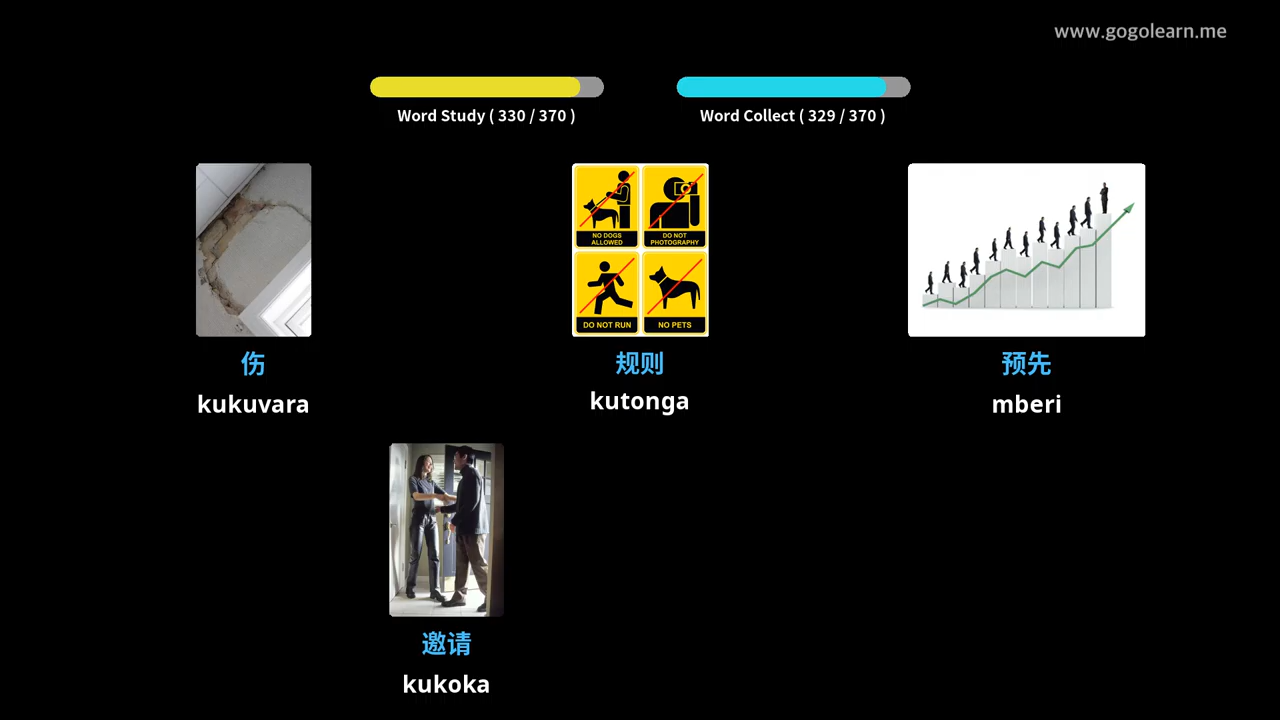 www.gogolearn.me
Word Study ( 330 / 370 )
Word Collect ( 329 / 370 )
NO DOGS
ALLOWED
DO NOT
PHOTOGRAPHY
DO NOT RUN
NO PETS
伤
kukuvara
规则
kutonga
预先
mberi
邀请
kukoka